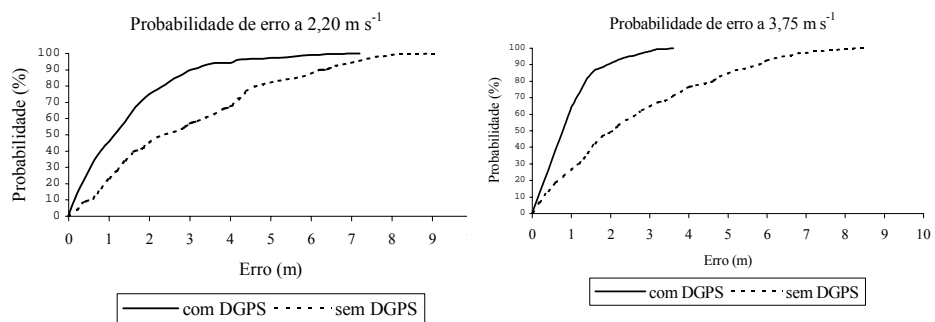 Probabilidade de erro a 2,20 m s⁻¹
Probabilidade (%)
100
90
80
70
60
50
40
30
20
10
0
0 1 2 3 4 5 6 7 8 9
Erro (m)
com DGPS sem DGPS
Probabilidade de erro a 3,75 m s⁻¹
Probabilidade (%)
100
90
80
70
60
50
40
30
20
10
0
0 1 2 3 4 5 6 7 8 9 10
Erro (m)
com DGPS sem DGPS